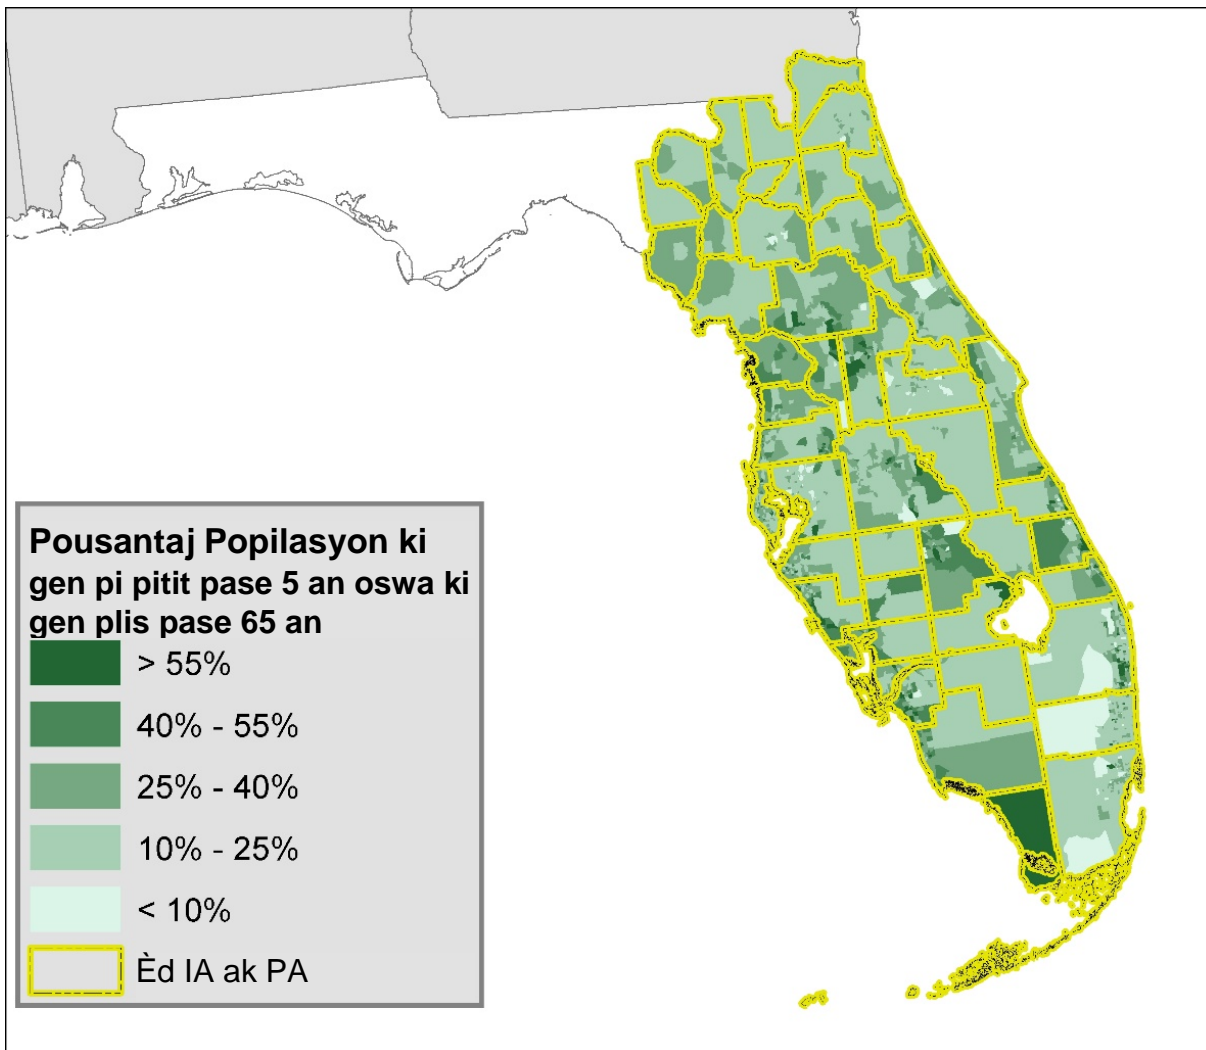 Pousantaj Popilasyon ki
gen pi pitit pase 5 an oswa ki
gen plis pase 65 an
> 55%
40% - 55%
25% - 40%
10% - 25%
< 10%
Èd IA ak PA